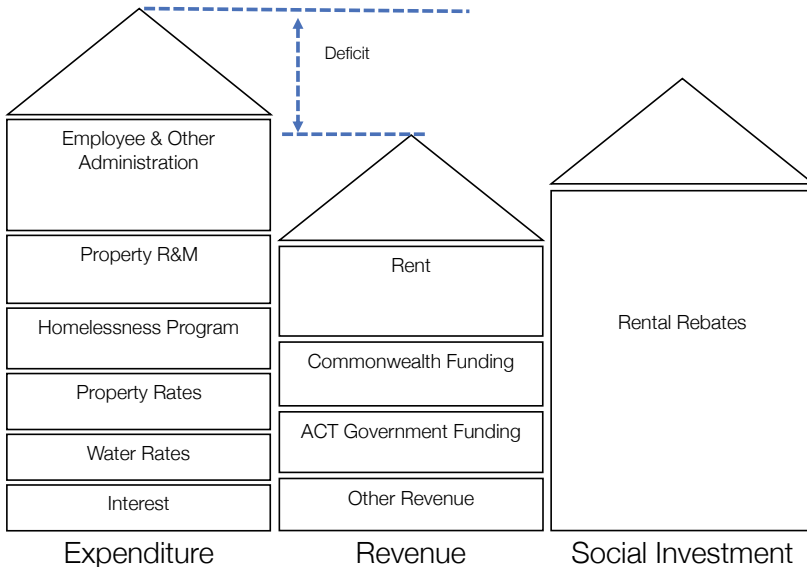 Deficit
Employee & Other
Administration
Property R&M
Homelessness Program
Property Rates
Water Rates
Interest
Expenditure
Rent
Commonwealth Funding
ACT Government Funding
Other Revenue
Revenue
Rental Rebates
Social Investment